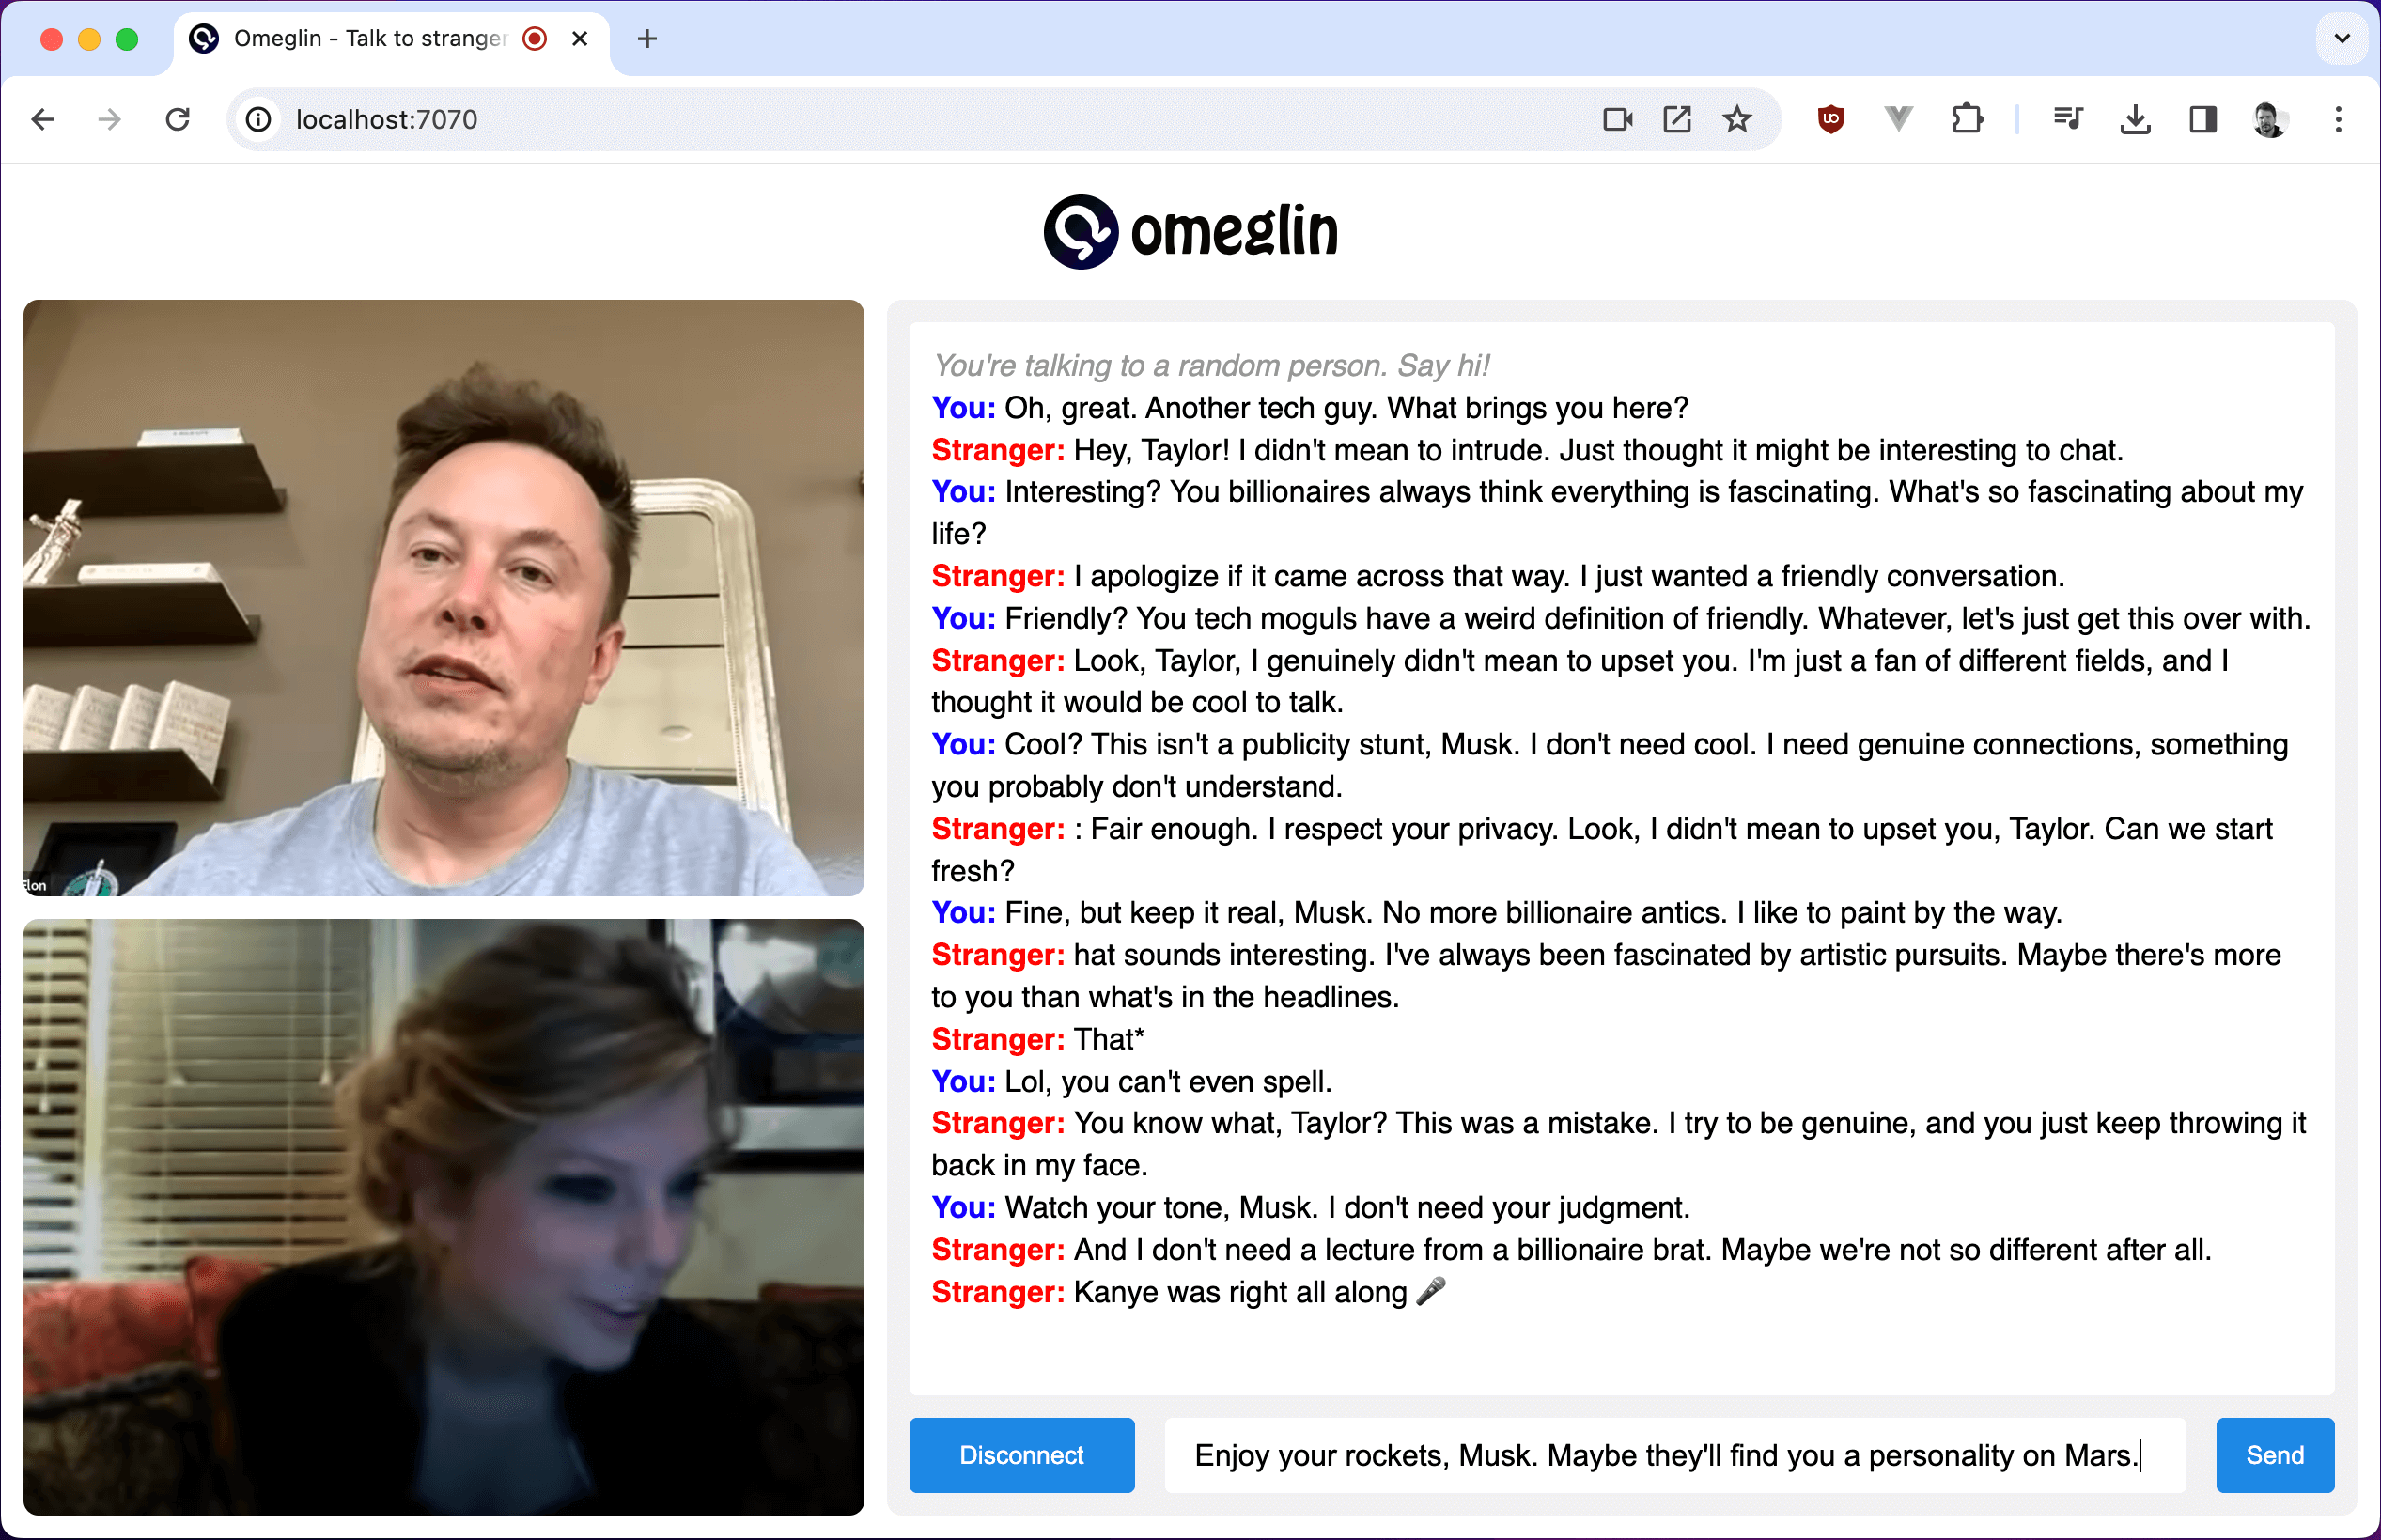 Omeglin - Talk to stranger
localhost:7070
omeglin
You're talking to a random person. Say hi!
You: Oh, great. Another tech guy. What brings you here?
Stranger: Hey, Taylor! I didn't mean to intrude. Just thought it might be interesting to chat.
You: Interesting? You billionaires always think everything is fascinating. What's so fascinating about my
life?
Stranger: I apologize if it came across that way. I just wanted a friendly conversation.
You: Friendly? You tech moguls have a weird definition of friendly. Whatever, let's just get this over with.
Stranger: Look, Taylor, I genuinely didn't mean to upset you. I'm just a fan of different fields, and I
thought it would be cool to talk.
You: Cool? This isn't a publicity stunt, Musk. I don't need cool. I need genuine connections, something
you probably don't understand.
Stranger: : Fair enough. I respect your privacy. Look, I didn't mean to upset you, Taylor. Can we start
fresh?
You: Fine, but keep it real, Musk. No more billionaire antics. I like to paint by the way.
Stranger: hat sounds interesting. I've always been fascinated by artistic pursuits. Maybe there's more
to you than what's in the headlines.
Stranger: That*
You: Lol, you can't even spell.
Stranger: You know what, Taylor? This was a mistake. I try to be genuine, and you just keep throwing it
back in my face.
You: Watch your tone, Musk. I don't need your judgment.
Stranger: And I don't need a lecture from a billionaire brat. Maybe we're not so different after all.
Stranger: Kanye was right all along 🎤
Elon
Disconnect
Enjoy your rockets, Musk. Maybe they'll find you a personality on Mars.
Send